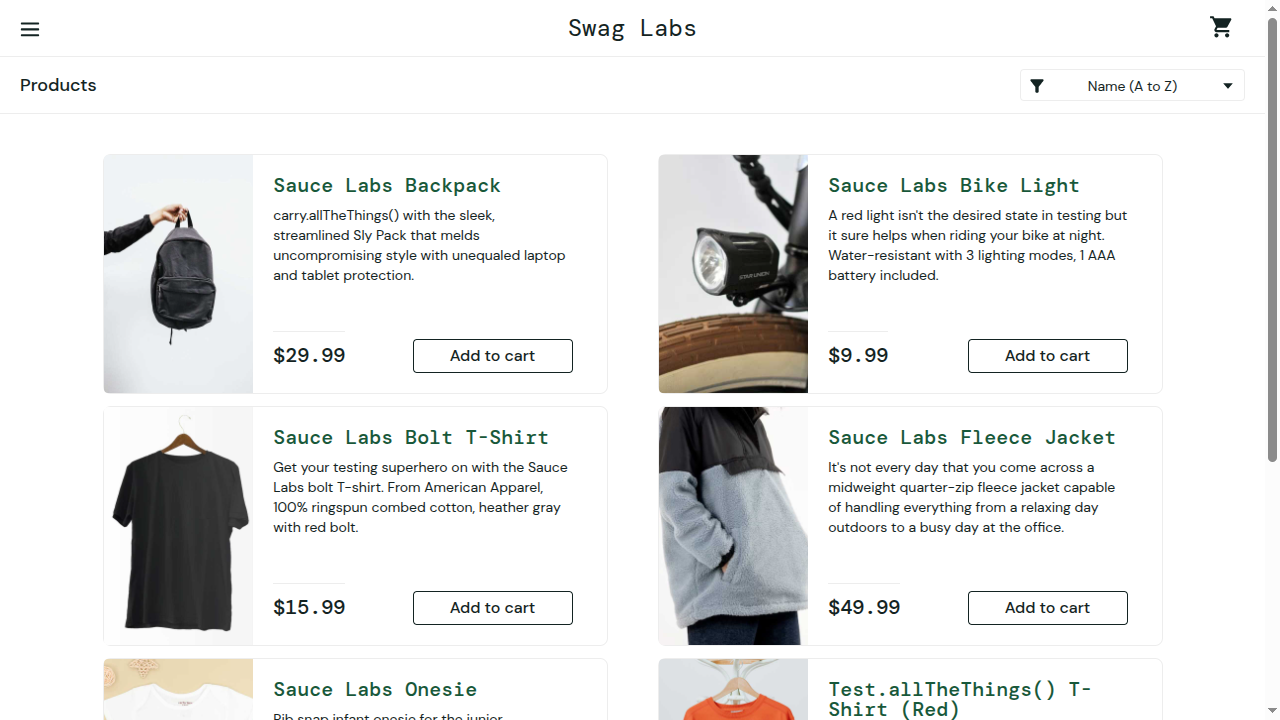 Swag Labs
Products
Name (A to Z)
Sauce Labs Backpack
carry.allTheThings() with the sleek,
streamlined Sly Pack that melds
uncompromising style with unequaled laptop
and tablet protection.
$29.99
Add to cart
Sauce Labs Bike Light
A red light isn't the desired state in testing but
it sure helps when riding your bike at night.
Water-resistant with 3 lighting modes, 1 AAA
battery included.
$9.99
Add to cart
Sauce Labs Bolt T-Shirt
Get your testing superhero on with the Sauce
Labs bolt T-shirt. From American Apparel,
100% ringspun combed cotton, heather gray
with red bolt.
$15.99
Add to cart
Sauce Labs Fleece Jacket
It's not every day that you come across a
midweight quarter-zip fleece jacket capable
of handling everything from a relaxing day
outdoors to a busy day at the office.
$49.99
Add to cart
Sauce Labs Onesie
Rib snap infant onesie for the junior
Test.allTheThings() T-
Shirt (Red)